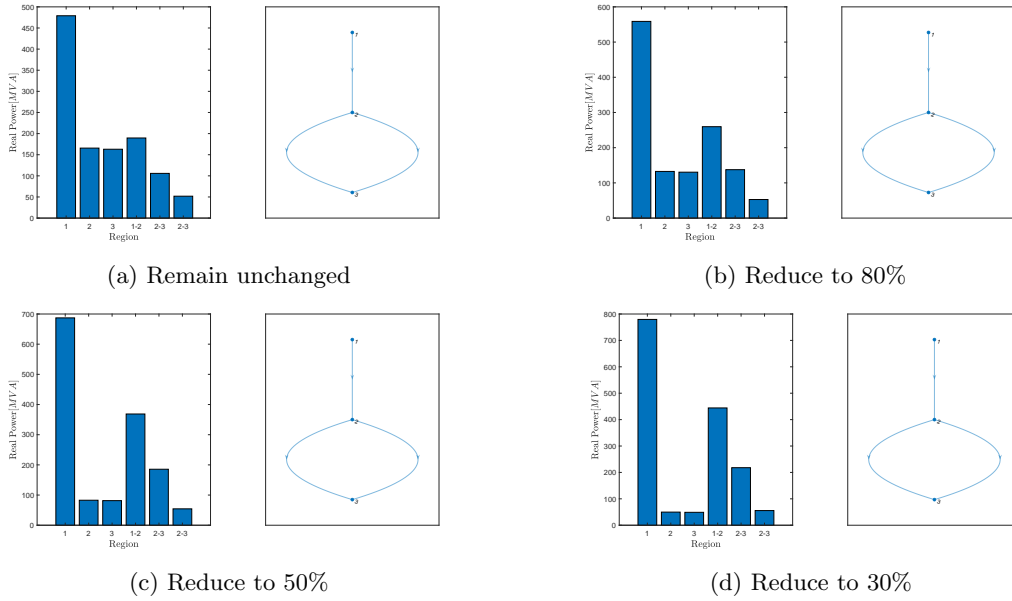 500
450
400
350
300
250
200
150
100
50
0
Real Power[MVA]
1 2 3 1-2 2-3 2-3
Region
1
2
3
(a) Remain unchanged
600
500
400
300
200
100
0
Real Power[MVA]
1 2 3 1-2 2-3 2-3
Region
1
2
3
(b) Reduce to 80%
700
600
500
400
300
200
100
0
Real Power[MVA]
1 2 3 1-2 2-3 2-3
Region
1
2
3
(c) Reduce to 50%
800
700
600
500
400
300
200
100
0
Real Power[MVA]
1 2 3 1-2 2-3 2-3
Region
1
2
3
(d) Reduce to 30%